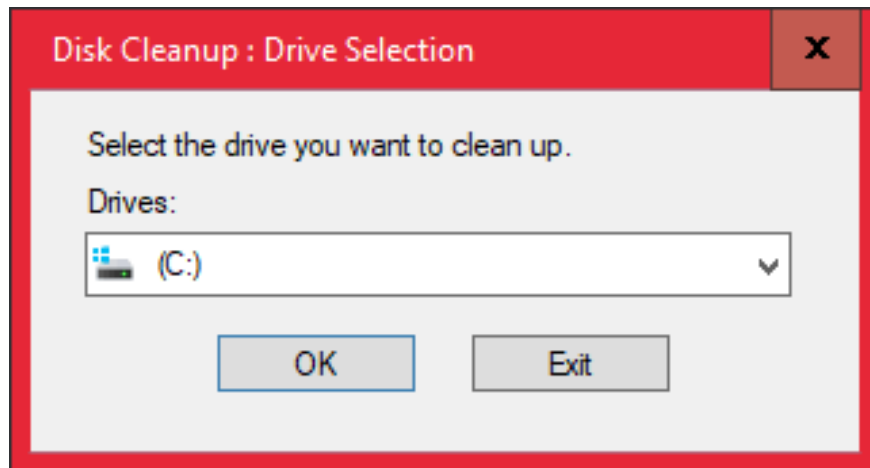 Disk Cleanup : Drive Selection
x
Select the drive you want to clean up.
Drives:
(C:)
OK
Exit